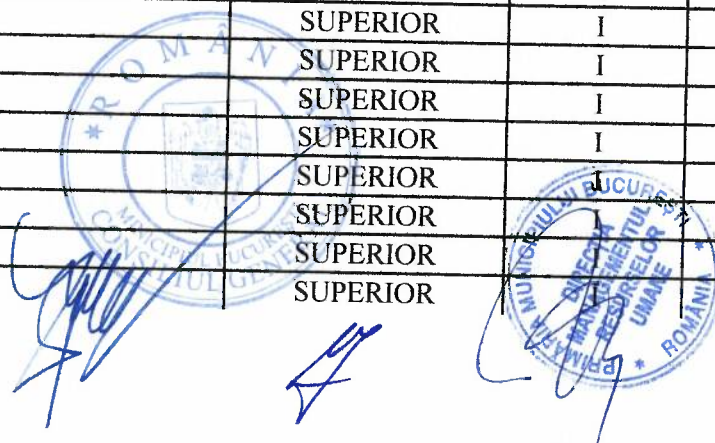 SUPERIOR I
SUPERIOR I
SUPERIOR I
SUPERIOR I
SUPERIOR I
SUPERIOR I
SUPERIOR I
SUPERIOR I
* ROMÂNIA *
MUNICIPIUL BUCUREȘTI
CONSILIUL GENERAL
PRIMĂRIA MUNICIPIULUI BUCUREȘTI
* ROMÂNIA *
DIRECȚIA
MANAGEMENTUL
RESURSELOR
UMANE